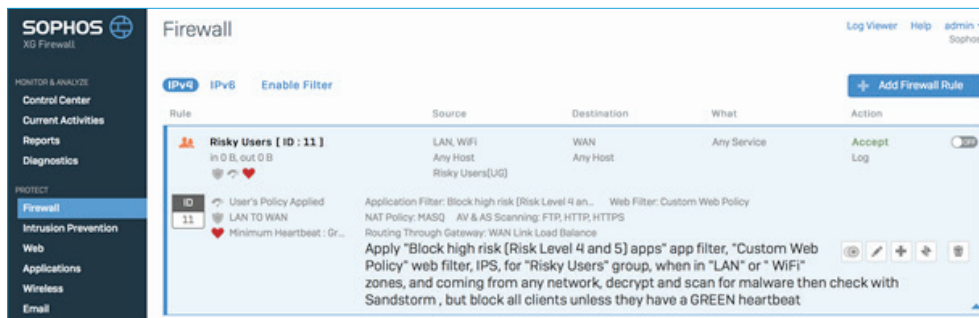 SOPHOS
XG Firewall
Firewall
Log Viewer Help admin
Sophos
MONITOR & ANALYZE
Control Center
Current Activities
Reports
Diagnostics
PROTECT
Firewall
Intrusion Prevention
Web
Applications
Wireless
Email
IPv4 IPv6 Enable Filter
Add Firewall Rule
Rule Source Destination What Action
Risky Users [ ID : 11 ] LAN, WiFi WAN Any Service Accept OFF
in 0 B, out 0 B Any Host Any Host Log
Risky Users(UG)
ID User's Policy Applied Application Filter: Block high risk (Risk Level 4 an... Web Filter: Custom Web Policy
11 LAN TO WAN NAT Policy: MASQ AV & AS Scanning: FTP, HTTP, HTTPS
Minimum Heartbeat : Gr... Routing Through Gateway: WAN Link Load Balance
Apply "Block high risk (Risk Level 4 and 5) apps" app filter, "Custom Web
Policy" web filter, IPS, for "Risky Users" group, when in "LAN" or " WiFi"
zones, and coming from any network, decrypt and scan for malware then check with
Sandstorm , but block all clients unless they have a GREEN heartbeat